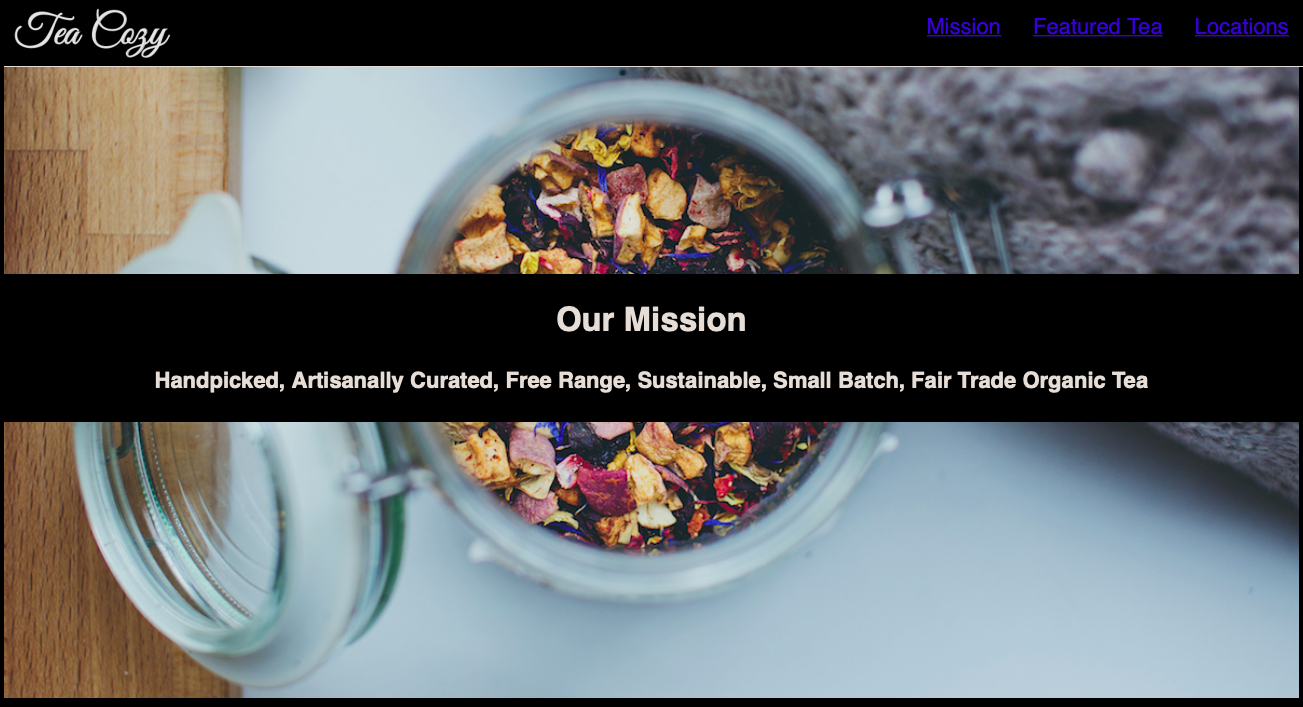 Tea Cozy
Mission Featured Tea Locations
Our Mission
Handpicked, Artisanally Curated, Free Range, Sustainable, Small Batch, Fair Trade Organic Tea